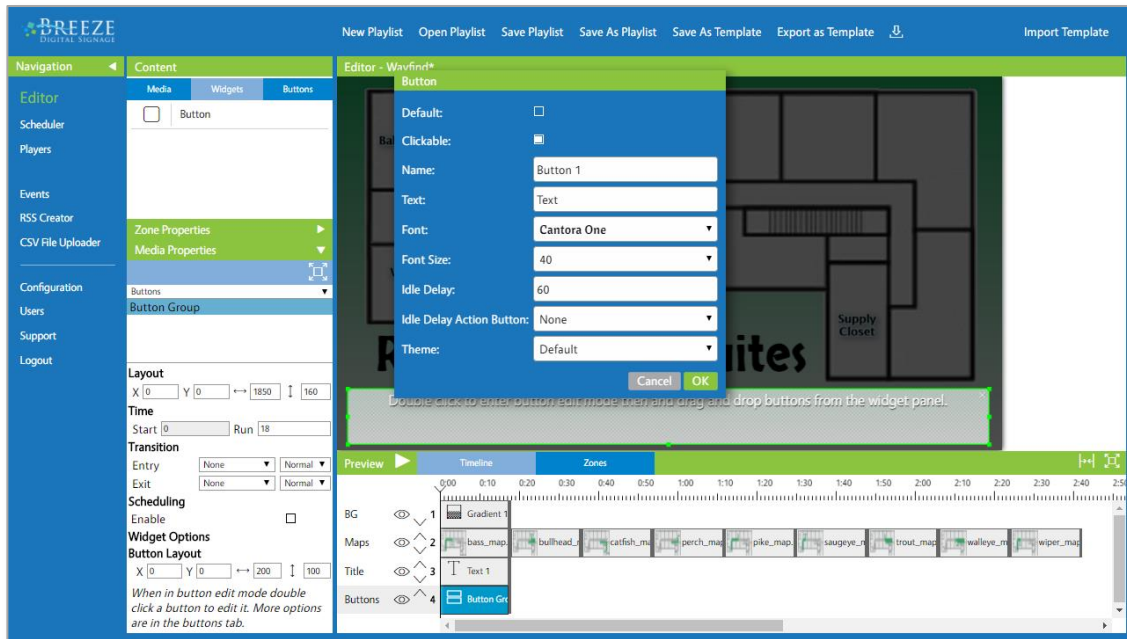 BREEZE
DIGITAL SIGNAGE
New Playlist Open Playlist Save Playlist Save As Playlist Save As Template Export as Template Import Template
Navigation
Editor
Scheduler
Players
Events
RSS Creator
CSV File Uploader
Configuration
Users
Support
Logout
Content
Media Widgets Buttons
Button
Zone Properties
Media Properties
Buttons
Button Group
Layout
X 0 Y 0 1850 160
Time
Start 0 Run 18
Transition
Entry None Normal
Exit None Normal
Scheduling
Enable
Widget Options
Button Layout
X 0 Y 0 200 100
When in button edit mode double
click a button to edit it. More options
are in the buttons tab.
Editor - Wayfind*
Button
Default:
Clickable:
Name: Button 1
Text: Text
Font: Cantora One
Font Size: 40
Idle Delay: 60
Idle Delay Action Button: None
Theme: Default
Cancel OK
Supply
Closet
Double click to enter button edit mode then and drag and drop buttons from the widget panel.
Preview Timeline Zones
0:00 0:10 0:20 0:30 0:40 0:50 1:00 1:10 1:20 1:30 1:40 1:50 2:00 2:10 2:20 2:30 2:40 2:50
BG 1 Gradient 1
Maps 2 bass_map. bullhead_r catfish_ma perch_map pike_map. saugeye_n trout_map walleye_m wiper_map
Title 3 Text 1
Buttons 4 Button Gro